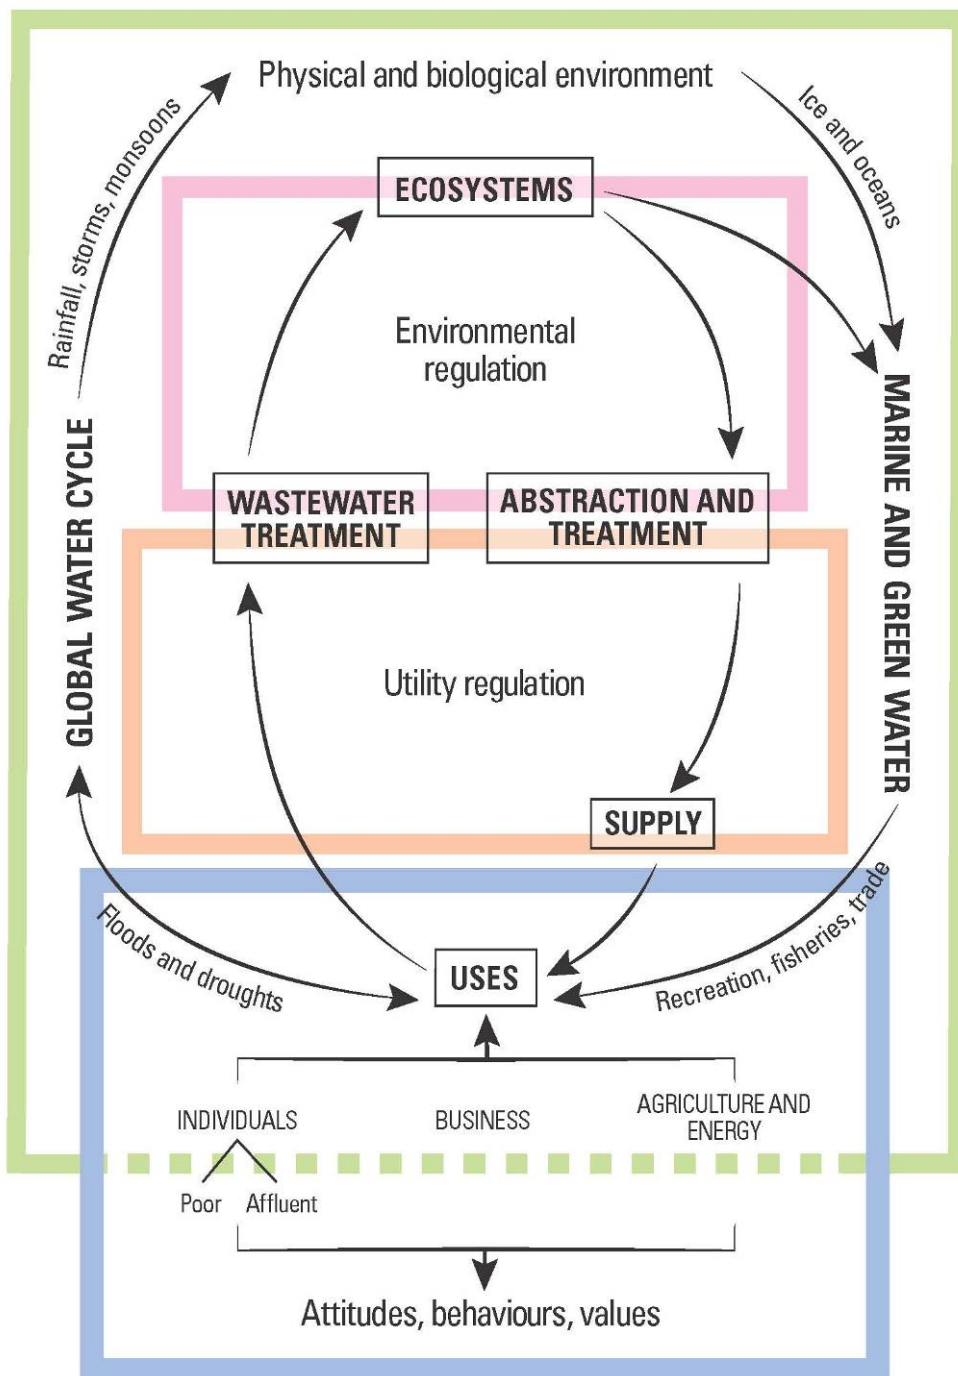 Physical and biological environment
Rainfall, storms, monsoons
Ice and oceans
ECOSYSTEMS
Environmental
regulation
GLOBAL WATER CYCLE
MARINE AND GREEN WATER
WASTEWATER
TREATMENT
ABSTRACTION AND
TREATMENT
Utility regulation
SUPPLY
Floods and droughts
USES
Recreation, fisheries, trade
INDIVIDUALS
BUSINESS
AGRICULTURE AND
ENERGY
Poor
Affluent
Attitudes, behaviours, values